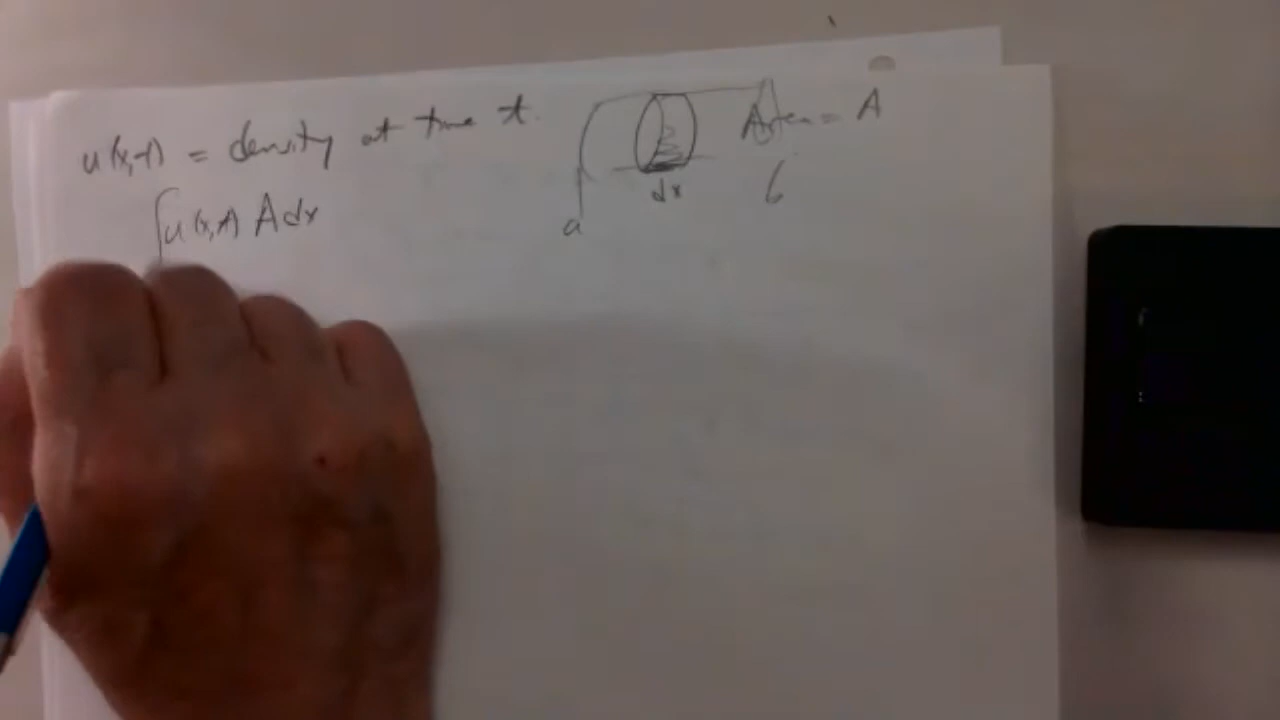 u(x,t) = density at time t.
Area = A
∫u(x,t) A dx
dx
b
a